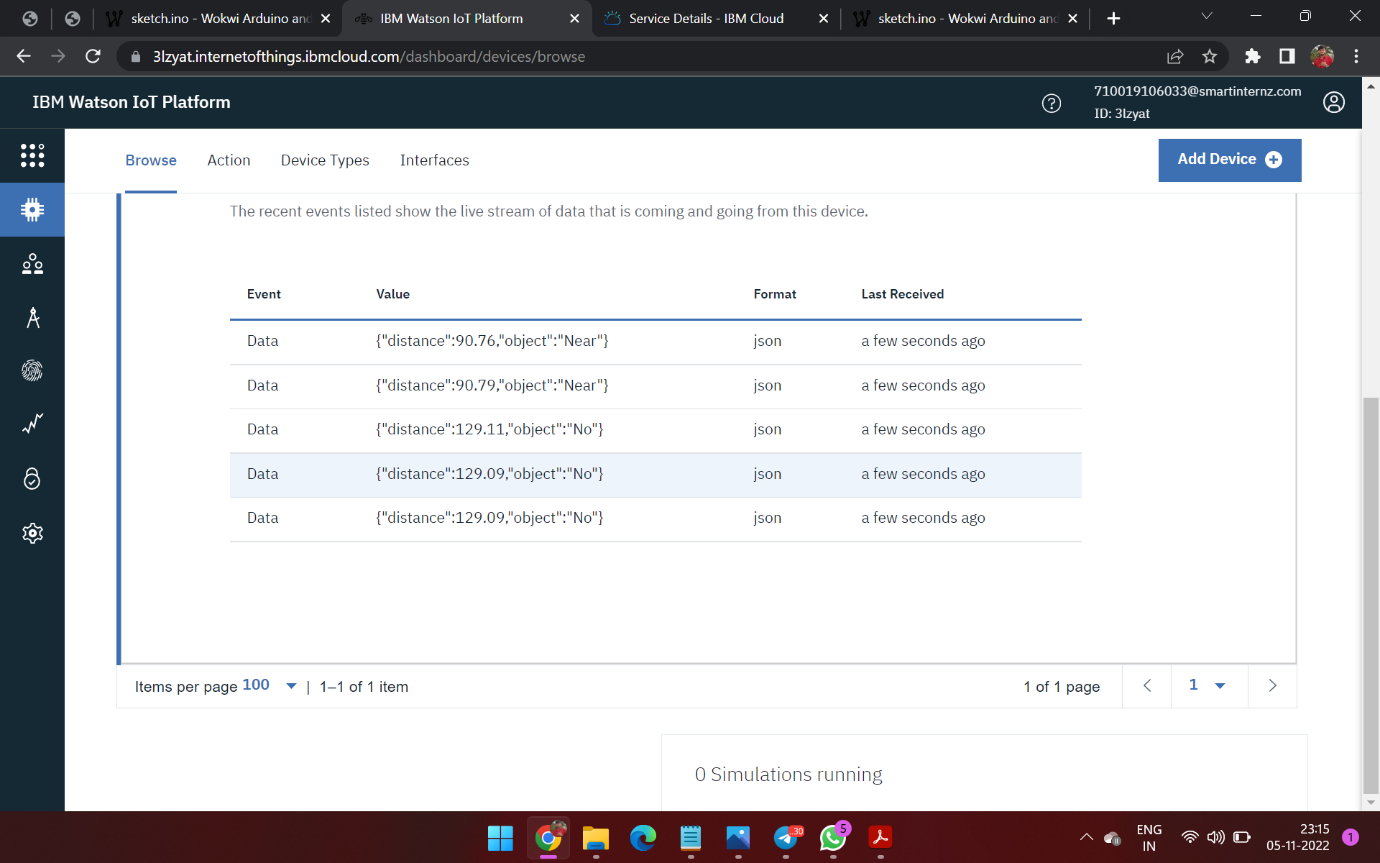 sketch.ino - Wokwi Arduino and
IBM Watson IoT Platform
Service Details - IBM Cloud
sketch.ino - Wokwi Arduino and
3lzyat.internetofthings.ibmcloud.com/dashboard/devices/browse
IBM Watson IoT Platform
710019106033@smartinternz.com
ID: 3lzyat
Browse Action Device Types Interfaces
Add Device
The recent events listed show the live stream of data that is coming and going from this device.
Event Value Format Last Received
Data {"distance":90.76,"object":"Near"} json a few seconds ago
Data {"distance":90.79,"object":"Near"} json a few seconds ago
Data {"distance":129.11,"object":"No"} json a few seconds ago
Data {"distance":129.09,"object":"No"} json a few seconds ago
Data {"distance":129.09,"object":"No"} json a few seconds ago
Items per page 100 | 1–1 of 1 item 1 of 1 page 1
0 Simulations running
30
5
ENG
IN
23:15
05-11-2022
1